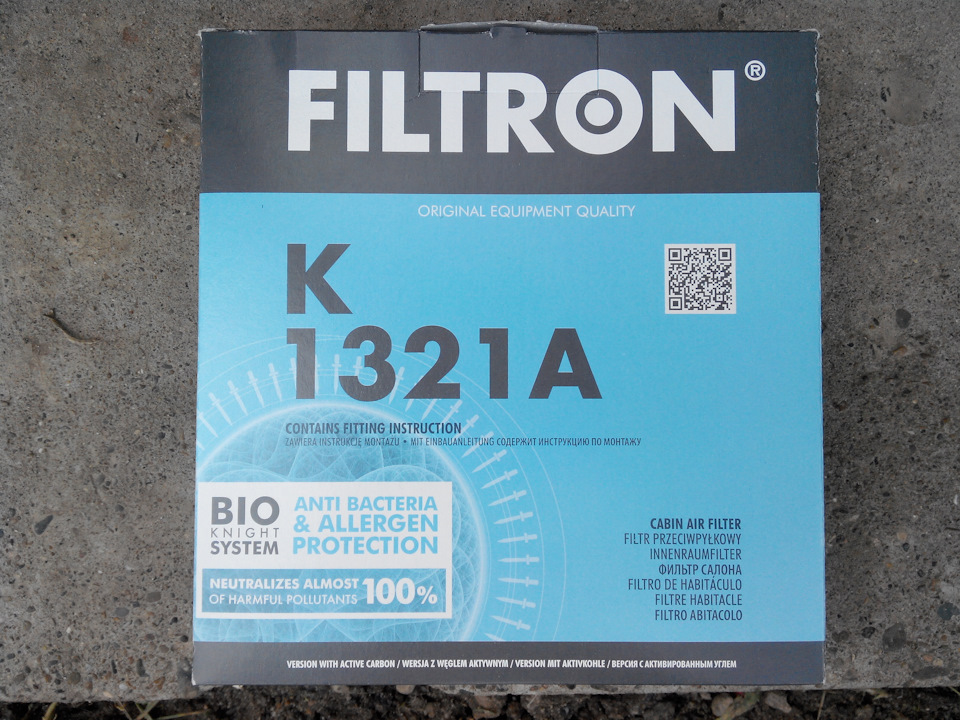 FILTRON®
ORIGINAL EQUIPMENT QUALITY
K
1321A
CONTAINS FITTING INSTRUCTION
ZAWIERA INSTRUKCJĘ MONTAŻU • MIT EINBAUANLEITUNG СОДЕРЖИТ ИНСТРУКЦИЮ ПО МОНТАЖУ
BIO
KNIGHT
SYSTEM
ANTI BACTERIA
& ALLERGEN
PROTECTION
NEUTRALIZES ALMOST
OF HARMFUL POLLUTANTS 100%
CABIN AIR FILTER
FILTR PRZECIWPYŁKOWY
INNENRAUMFILTER
ФИЛЬТР САЛОНА
FILTRO DE HABITÁCULO
FILTRE HABITACLE
FILTRO ABITACOLO
VERSION WITH ACTIVE CARBON / WERSJA Z WĘGLEM AKTYWNYM / VERSION MIT AKTIVKOHLE / ВЕРСИЯ С АКТИВИРОВАННЫМ УГЛЕМ